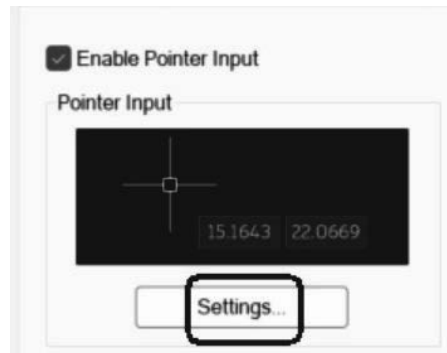 Enable Pointer Input
Pointer Input
15.1643 22.0669
Settings...